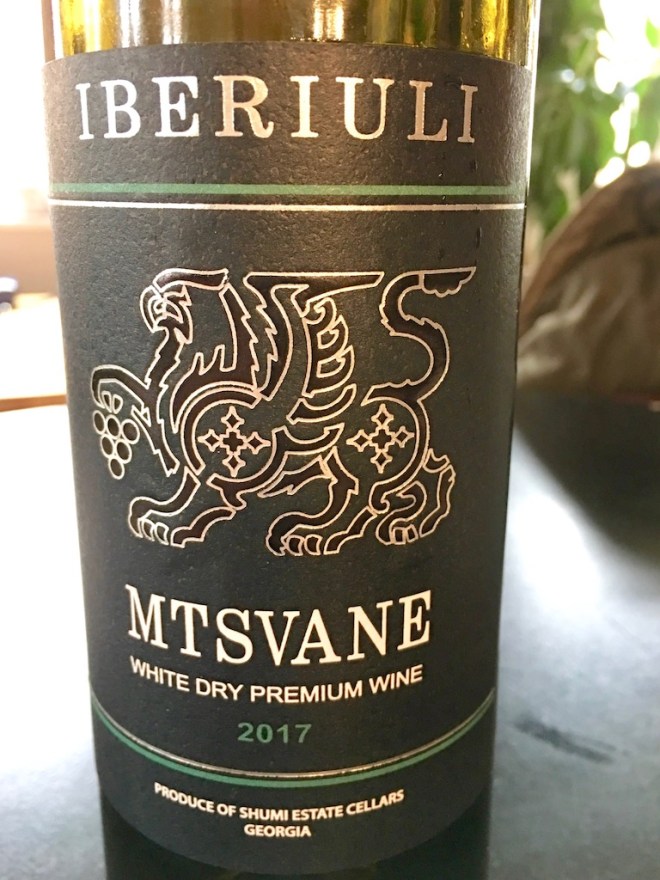 IBERIULI
MTSVANE
WHITE DRY PREMIUM WINE
2017
PRODUCE OF SHUMI ESTATE CELLARS
GEORGIA